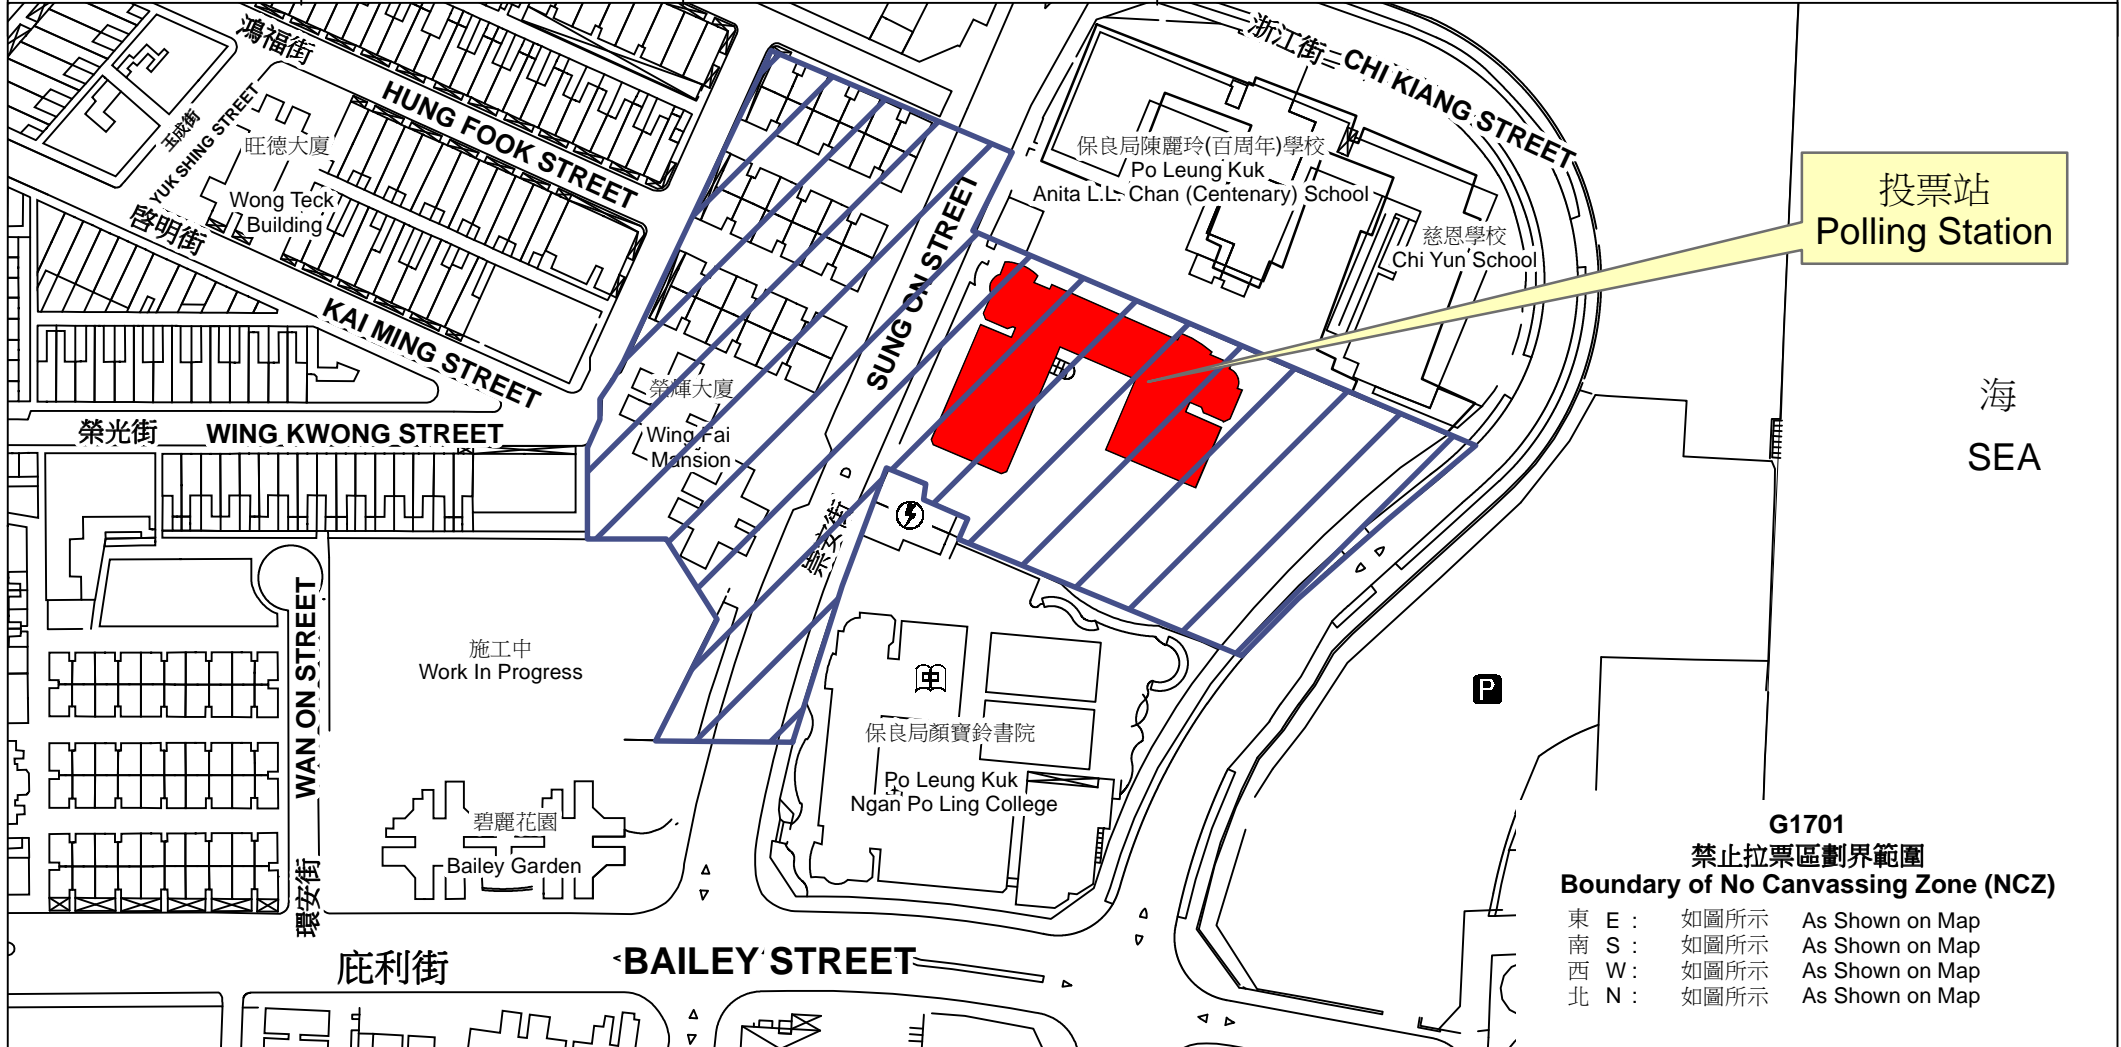 鴻福街
HUNG FOOK STREET
玉成街
YUK SHING STREET
旺德大廈
Wong Teck
Building
啓明街
KAI MING STREET
榮光街 WING KWONG STREET
榮輝大廈
Wing Fai
Mansion
SUNG ON STREET
崇安街
浙江街 CHI KIANG STREET
保良局陳麗玲(百周年)學校
Po Leung Kuk
Anita L.L. Chan (Centenary) School
慈恩學校
Chi Yun School
投票站
Polling Station
海
SEA
WAN ON STREET
環安街
施工中
Work In Progress
碧麗花園
Bailey Garden
中
保良局顏寶鈴書院
Po Leung Kuk
Ngan Po Ling College
P
庇利街 BAILEY STREET
G1701
禁止拉票區劃界範圍
Boundary of No Canvassing Zone (NCZ)
東 E : 如圖所示 As Shown on Map
南 S : 如圖所示 As Shown on Map
西 W : 如圖所示 As Shown on Map
北 N : 如圖所示 As Shown on Map